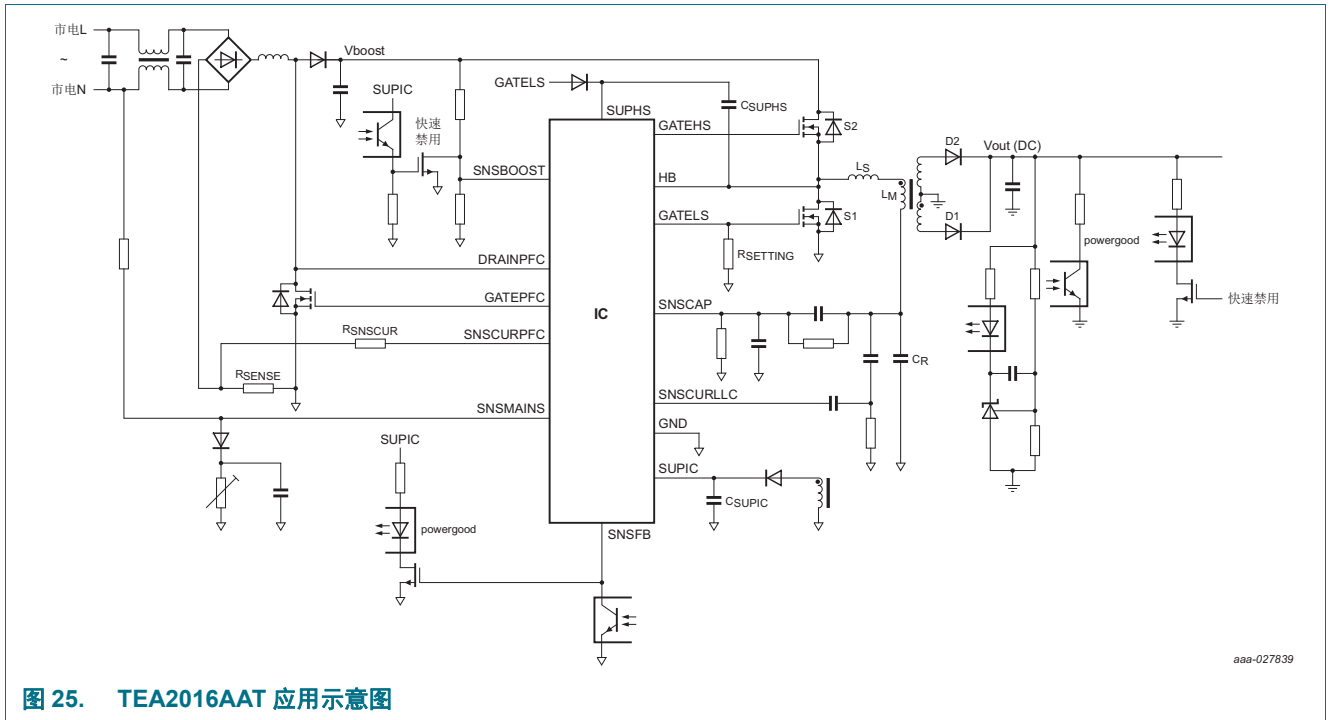 市电L
~
市电N
Vboost
SUPIC
快速
禁用
GATELS
SUPHS
CSUPHS
GATEHS
S2
D2
Vout (DC)
SNSBOOST
HB
LS
LM
GATELS
S1
D1
RSETTING
powergood
快速禁用
DRAINPFC
GATEPFC
IC
SNSCAP
RSNSCUR
SNSCURPFC
CR
RSENSE
SNSCURLLC
SNSMAINS
GND
SUPIC
SUPIC
CSUPIC
powergood
SNSFB
aaa-027839
图 25. TEA2016AAT 应用示意图